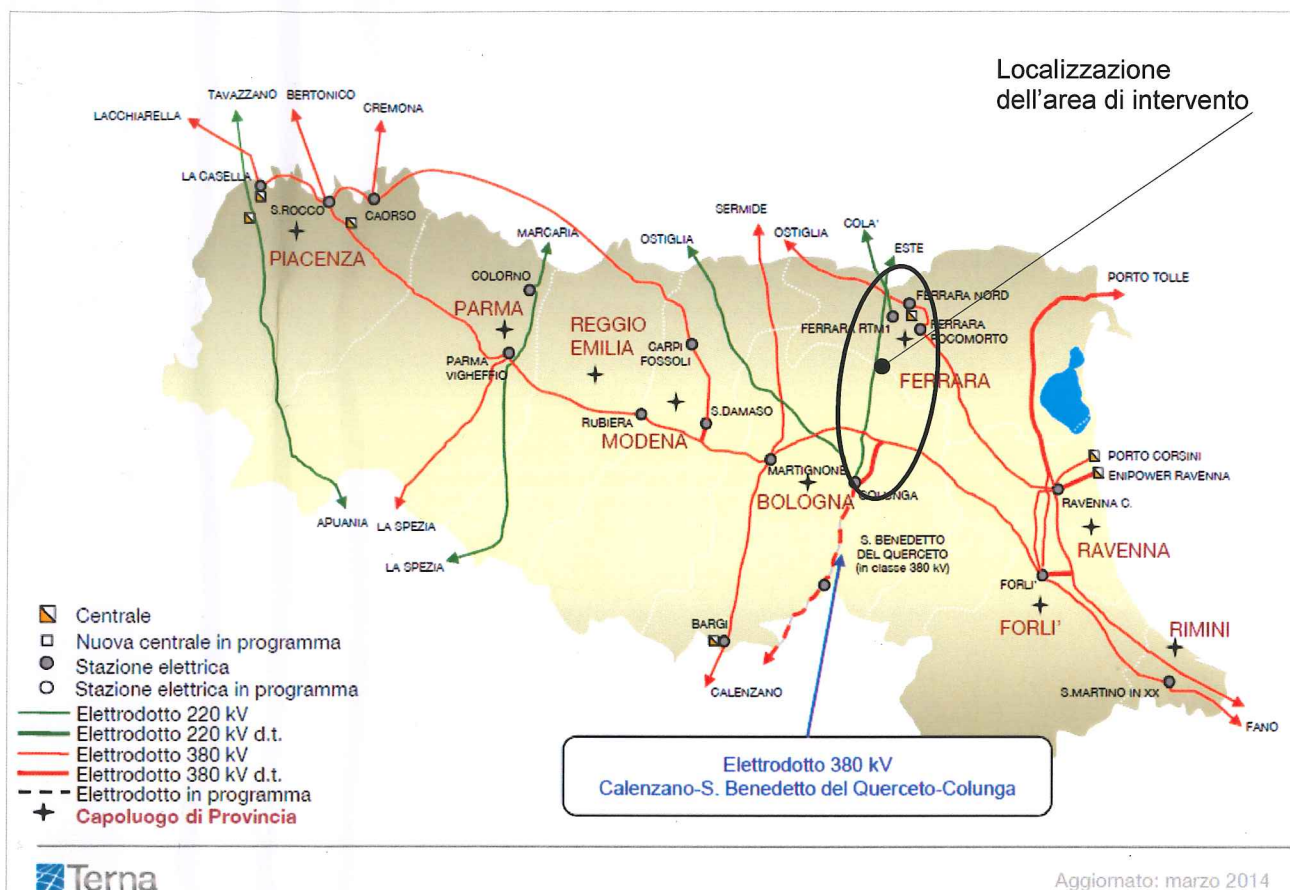 Localizzazione
dell'area di intervento
TAVAZZANO
BERTONICO
CREMONA
LACCHIARELLA
LA CASELLA
S.ROCCO
CAORSO
PIACENZA
MARCARIA
COLORNO
PARMA
PARMA
VIGHEFFIO
REGGIO
EMILIA
OSTIGLIA
SERMIDE
OSTIGLIA
COLA'
ESTE
FERRARA NORD
FERRARA RTM1
FERRARA
FOCOMORTO
FERRARA
PORTO TOLLE
CARPI
FOSSOLI
S.DAMASO
RUBIERA
MODENA
MARTIGNONE
BOLOGNA
COLUNGA
PORTO CORSINI
ENIPOWER RAVENNA
RAVENNA C.
RAVENNA
APUANIA
LA SPEZIA
LA SPEZIA
S. BENEDETTO
DEL QUERCETO
(in classe 380 kV)
FORLI'
FORLI'
RIMINI
BARGI
CALENZANO
S.MARTINO IN XX
FANO
Centrale
Nuova centrale in programma
Stazione elettrica
Stazione elettrica in programma
Elettrodotto 220 kV
Elettrodotto 220 kV d.t.
Elettrodotto 380 kV
Elettrodotto 380 kV d.t.
Elettrodotto in programma
Capoluogo di Provincia
Elettrodotto 380 kV
Calenzano-S. Benedetto del Querceto-Colunga
Terna
Aggiornato: marzo 2014